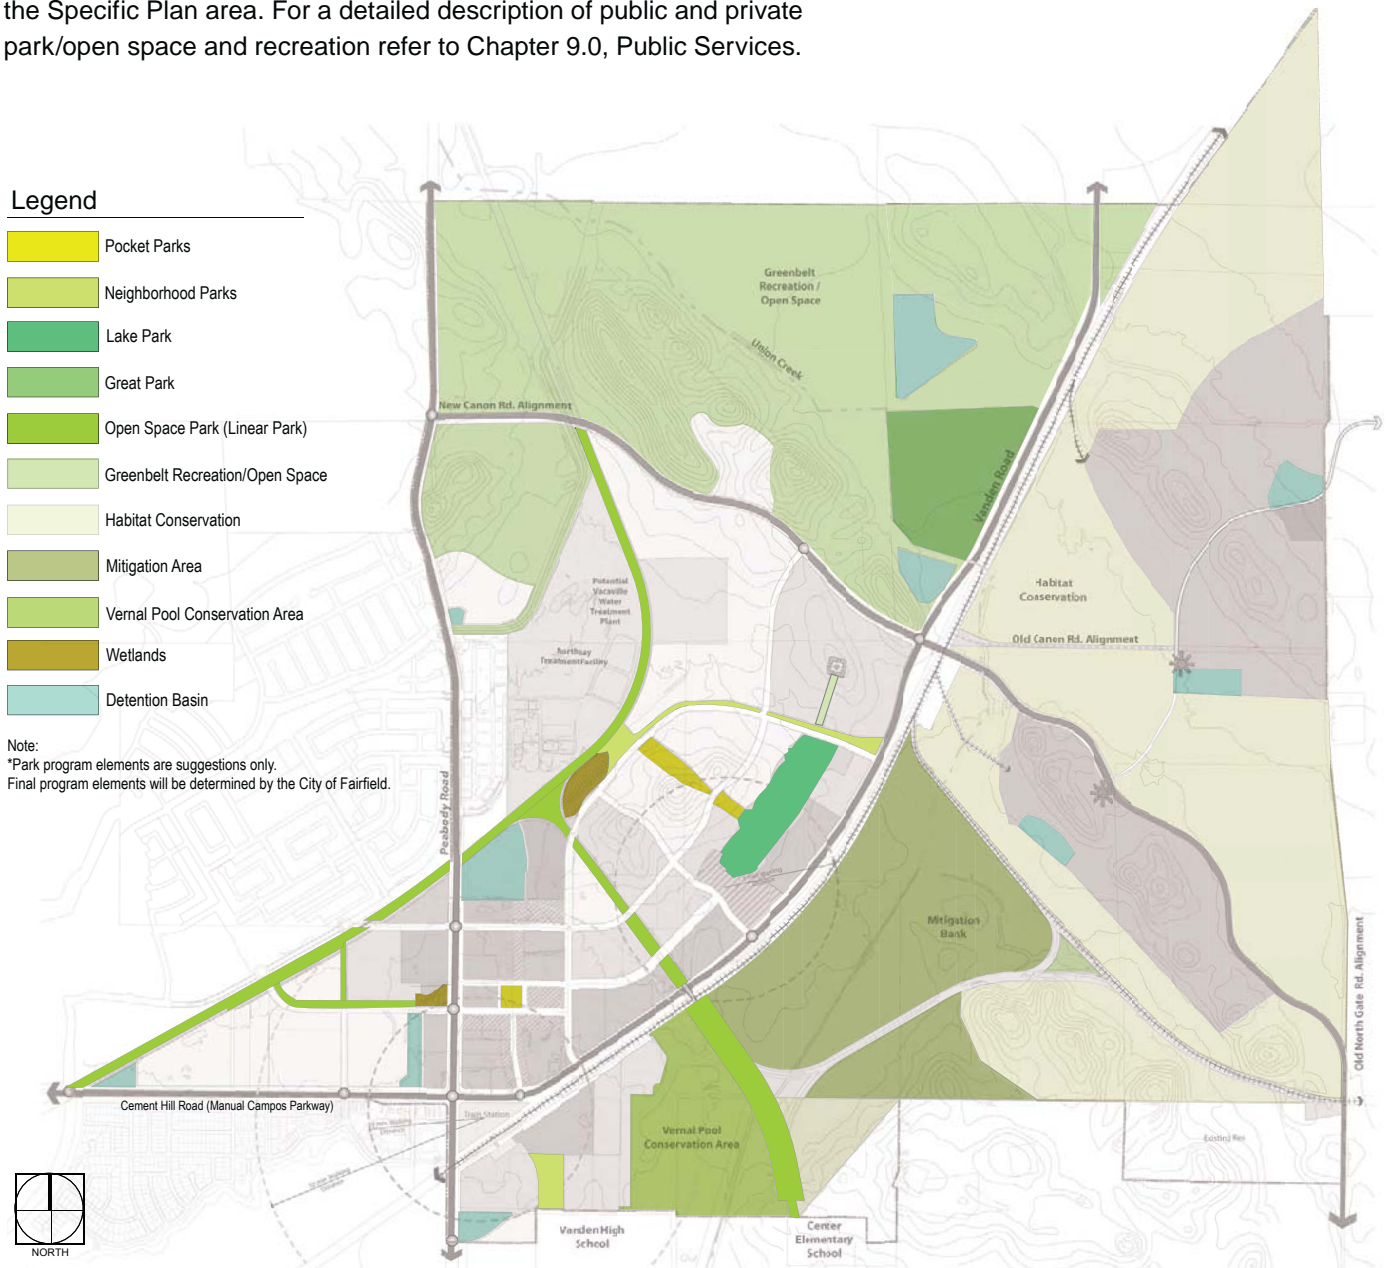 the Specific Plan area. For a detailed description of public and private
park/open space and recreation refer to Chapter 9.0, Public Services.
Legend
Pocket Parks
Neighborhood Parks
Lake Park
Great Park
Open Space Park (Linear Park)
Greenbelt Recreation/Open Space
Habitat Conservation
Mitigation Area
Vernal Pool Conservation Area
Wetlands
Detention Basin
Note:
*Park program elements are suggestions only.
Final program elements will be determined by the City of Fairfield.
Greenbelt
Recreation /
Open Space
Union Creek
New Canon Rd. Alignment
Vanden Road
Potential
Vacaville
Water
Treatment
Plant
Northbay
Treatment Facility
Habitat
Conservation
Old Canon Rd. Alignment
Peabody Road
Mitigation
Bank
Old North Gate Rd. Alignment
Cement Hill Road (Manual Campos Parkway)
Train Station
Vernal Pool
Conservation Area
Vanden High
School
Center
Elementary
School
NORTH